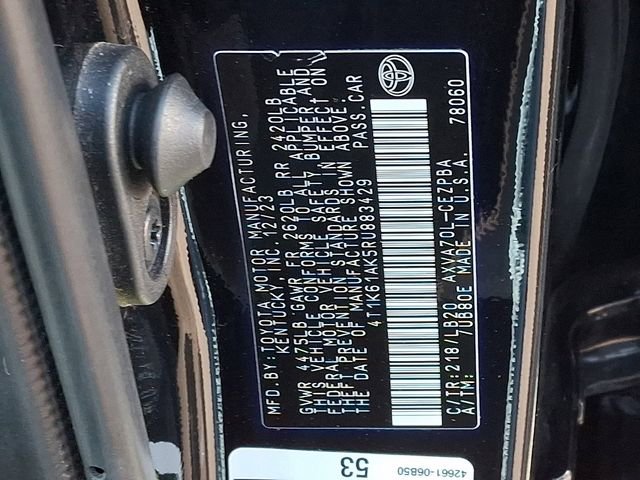 MFD.BY:TOYOTA MOTOR MANUFACTURING,
KENTUCKY, INC. 12/23
GVWR 4475LB GAWR FR 2620LB RR 2420LB
THIS VEHICLE CONFORMS TO ALL APPLICABLE
FEDERAL MOTOR VEHICLE SAFETY, BUMPER, AND
THEFT PREVENTION STANDARDS IN EFFECT ON
THE DATE OF MANUFACTURE SHOWN ABOVE.
4T1K61AK5RU888429 PASS.CAR
C/TR:218/LB20 AXVA70L-CEZPBA
A/TM: 7UB80E MADE IN U.S.A. 78060
53
42661-06B50